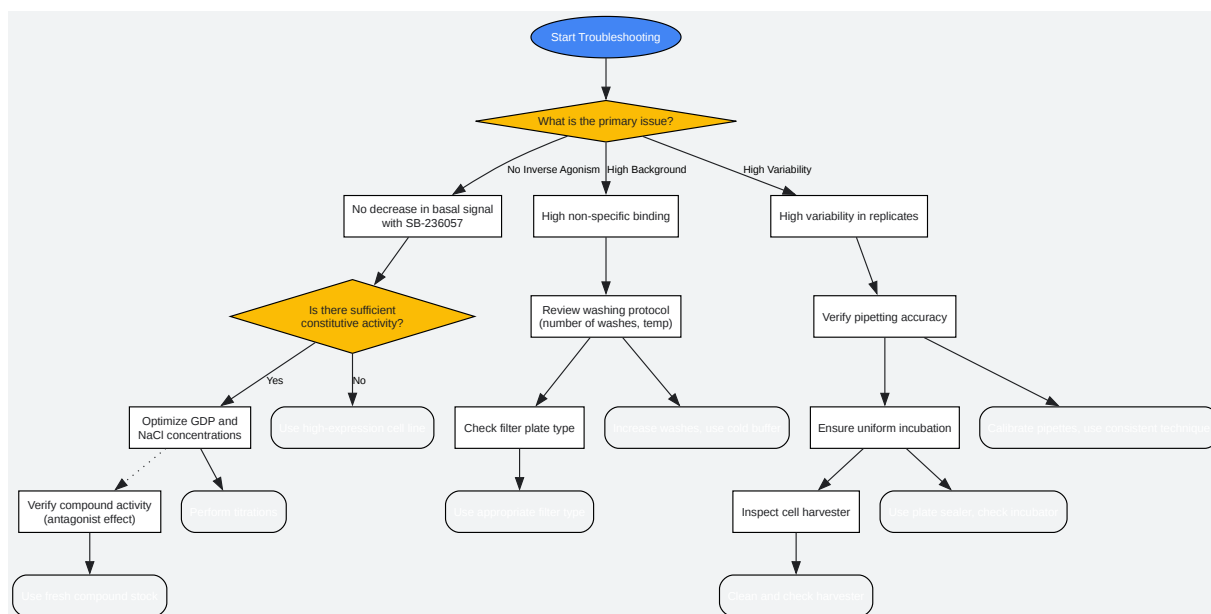 Start Troubleshooting
What is the primary issue?
No Inverse Agonism
High Background
High Variability
No decrease in basal signal
with SB-236057
High non-specific binding
High variability in replicates
Is there sufficient
constitutive activity?
Review washing protocol
(number of washes, temp)
Verify pipetting accuracy
Yes
No
Optimize GDP and
NaCl concentrations
Use high-expression cell line
Check filter plate type
Increase washes, use cold buffer
Ensure uniform incubation
Calibrate pipettes, use consistent technique
Verify compound activity
(antagonist effect)
Perform titrations
Use appropriate filter type
Inspect cell harvester
Use plate sealer, check incubator
Use fresh compound stock
Clean and check harvester